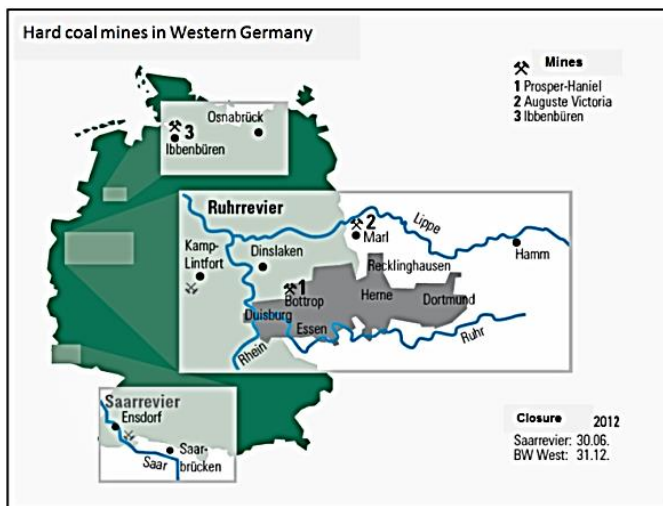 Hard coal mines in Western Germany
Mines
1 Prosper-Haniel
2 Auguste Victoria
3 Ibbenbüren
Osnabrück
3
Ibbenbüren
Ruhrrevier
2
Lippe
Marl
Kamp-
Lintfort
Dinslaken
Hamm
Recklinghausen
1
Bottrop
Herne
Dortmund
Duisburg
Essen
Ruhr
Rhein
Saarrevier
Ensdorf
Saar
Saar-
brücken
Closure 2012
Saarrevier: 30.06.
BW West: 31.12.